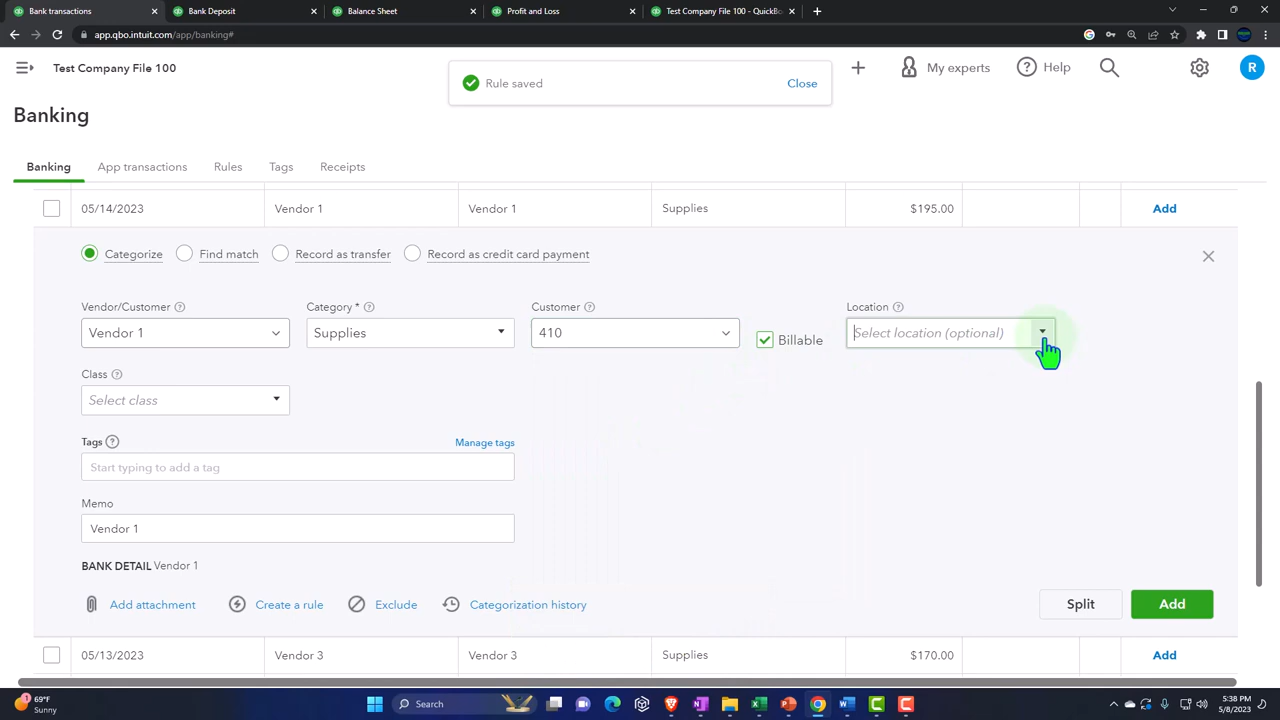 Bank transactions
Bank Deposit
Balance Sheet
Profit and Loss
Test Company File 100 - QuickBo
app.qbo.intuit.com/app/banking#
Test Company File 100
Rule saved
Close
My experts
Help
R
Banking
Banking
App transactions
Rules
Tags
Receipts
05/14/2023
Vendor 1
Vendor 1
Supplies
$195.00
Add
Categorize
Find match
Record as transfer
Record as credit card payment
Vendor/Customer
Category *
Customer
Location
Vendor 1
Supplies
410
Billable
Select location (optional)
Class
Select class
Tags
Manage tags
Start typing to add a tag
Memo
Vendor 1
BANK DETAIL Vendor 1
Add attachment
Create a rule
Exclude
Categorization history
Split
Add
05/13/2023
Vendor 3
Vendor 3
Supplies
$170.00
Add
69°F
Sunny
Search
5:38 PM
5/8/2023